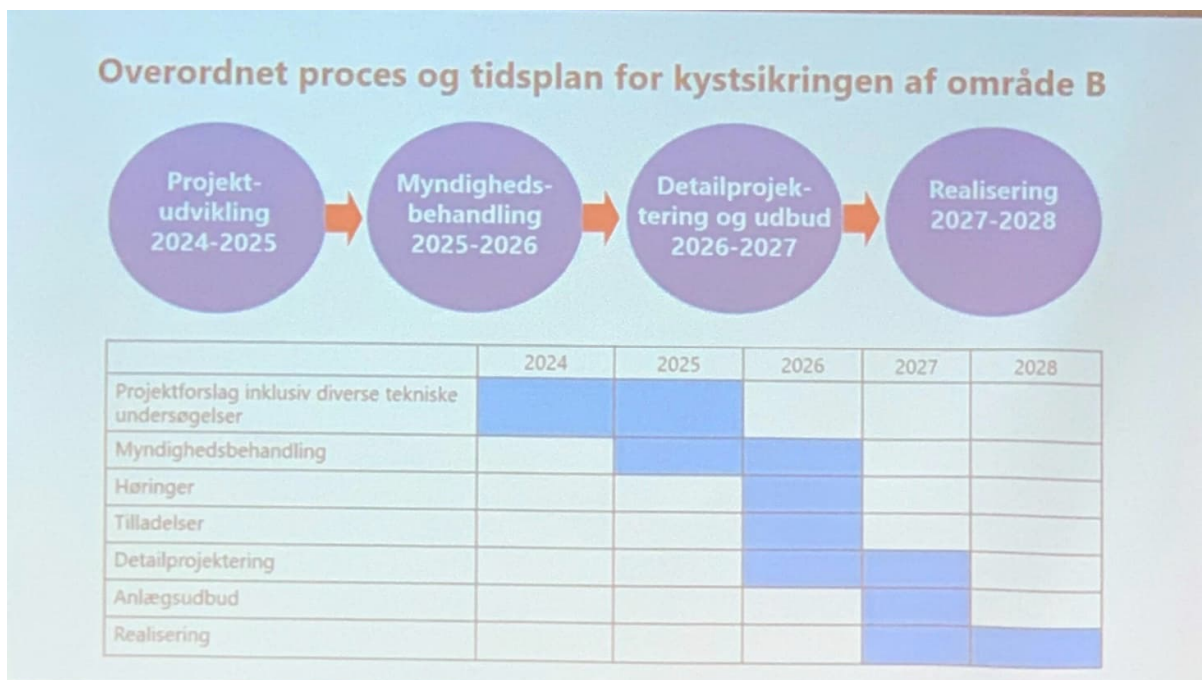 Overordnet proces og tidsplan for kystsikringen af område B
Projekt-
udvikling
2024-2025
Myndigheds-
behandling
2025-2026
Detailprojek-
tering og udbud
2026-2027
Realisering
2027-2028
2024 2025 2026 2027 2028
Projektforslag inklusiv diverse tekniske
undersøgelser
Myndighedsbehandling
Høringer
Tilladelser
Detailprojektering
Anlægsudbud
Realisering